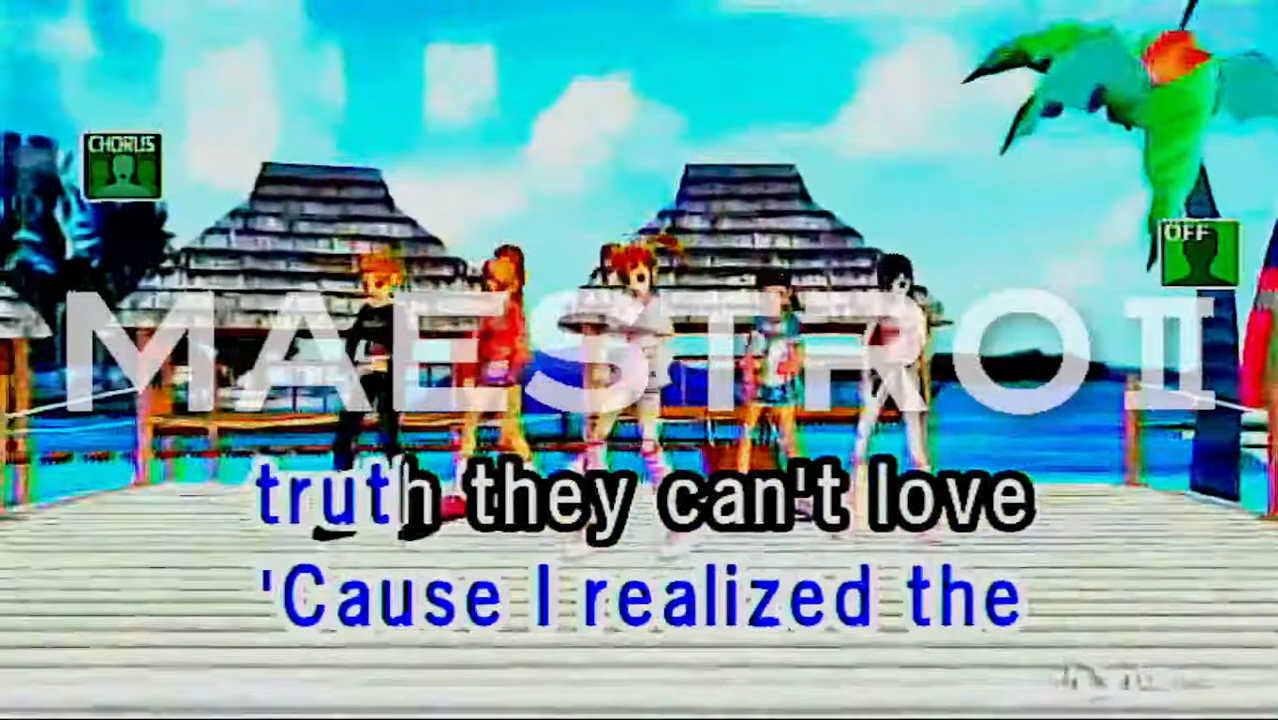 CHORUS
OFF
MAESTRO II
truth they can't love
'Cause I realized the